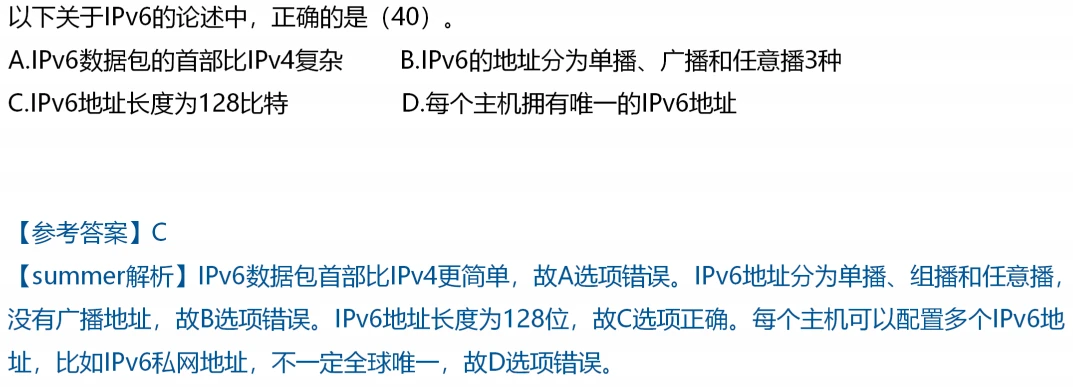 以下关于IPv6的论述中，正确的是（40）。
A.IPv6数据包的首部比IPv4复杂 B.IPv6的地址分为单播、广播和任意播3种
C.IPv6地址长度为128比特 D.每个主机拥有唯一的IPv6地址
【参考答案】C
【summer解析】IPv6数据包首部比IPv4更简单，故A选项错误。IPv6地址分为单播、组播和任意播，
没有广播地址，故B选项错误。IPv6地址长度为128位，故C选项正确。每个主机可以配置多个IPv6地
址，比如IPv6私网地址，不一定全球唯一，故D选项错误。